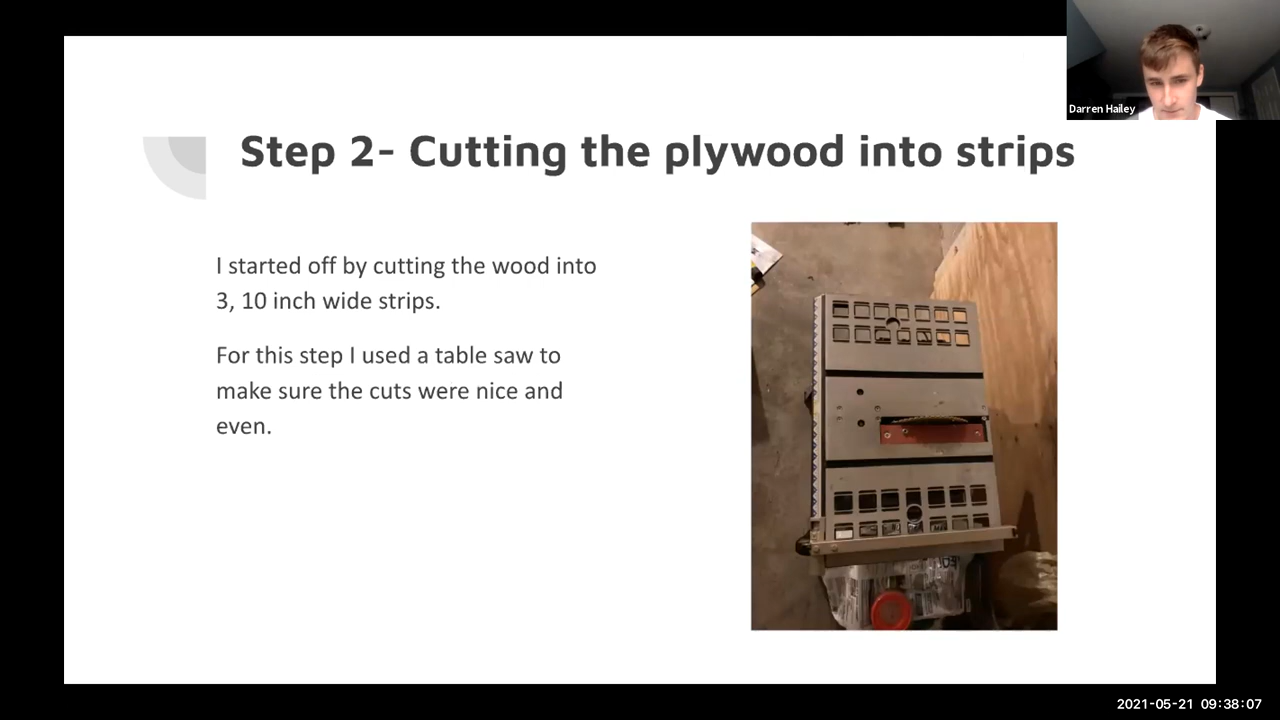 Darren Hailey
Step 2- Cutting the plywood into strips
I started off by cutting the wood into
3, 10 inch wide strips.
For this step I used a table saw to
make sure the cuts were nice and
even.
2021-05-21 09:38:07